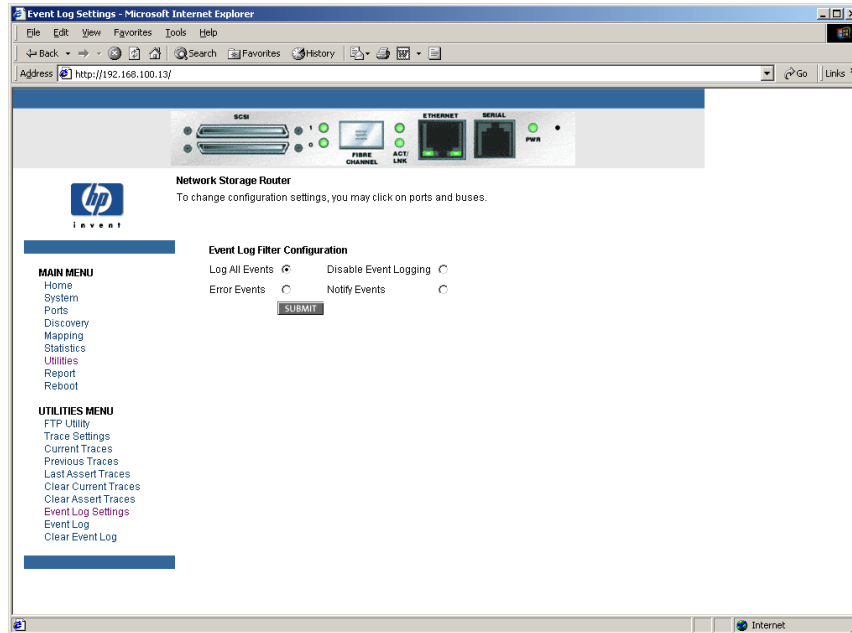 Event Log Settings - Microsoft Internet Explorer
File Edit View Favorites Tools Help
Back Search Favorites History
Address http://192.168.100.13/ Go Links
SCSI ETHERNET SERIAL
1
0
FIBRE CHANNEL
ACT/ LNK
PWR
hp
invent
Network Storage Router
To change configuration settings, you may click on ports and buses.
Event Log Filter Configuration
Log All Events Disable Event Logging
Error Events Notify Events
SUBMIT
MAIN MENU
Home
System
Ports
Discovery
Mapping
Statistics
Utilities
Report
Reboot
UTILITIES MENU
FTP Utility
Trace Settings
Current Traces
Previous Traces
Last Assert Traces
Clear Current Traces
Clear Assert Traces
Event Log Settings
Event Log
Clear Event Log
Internet